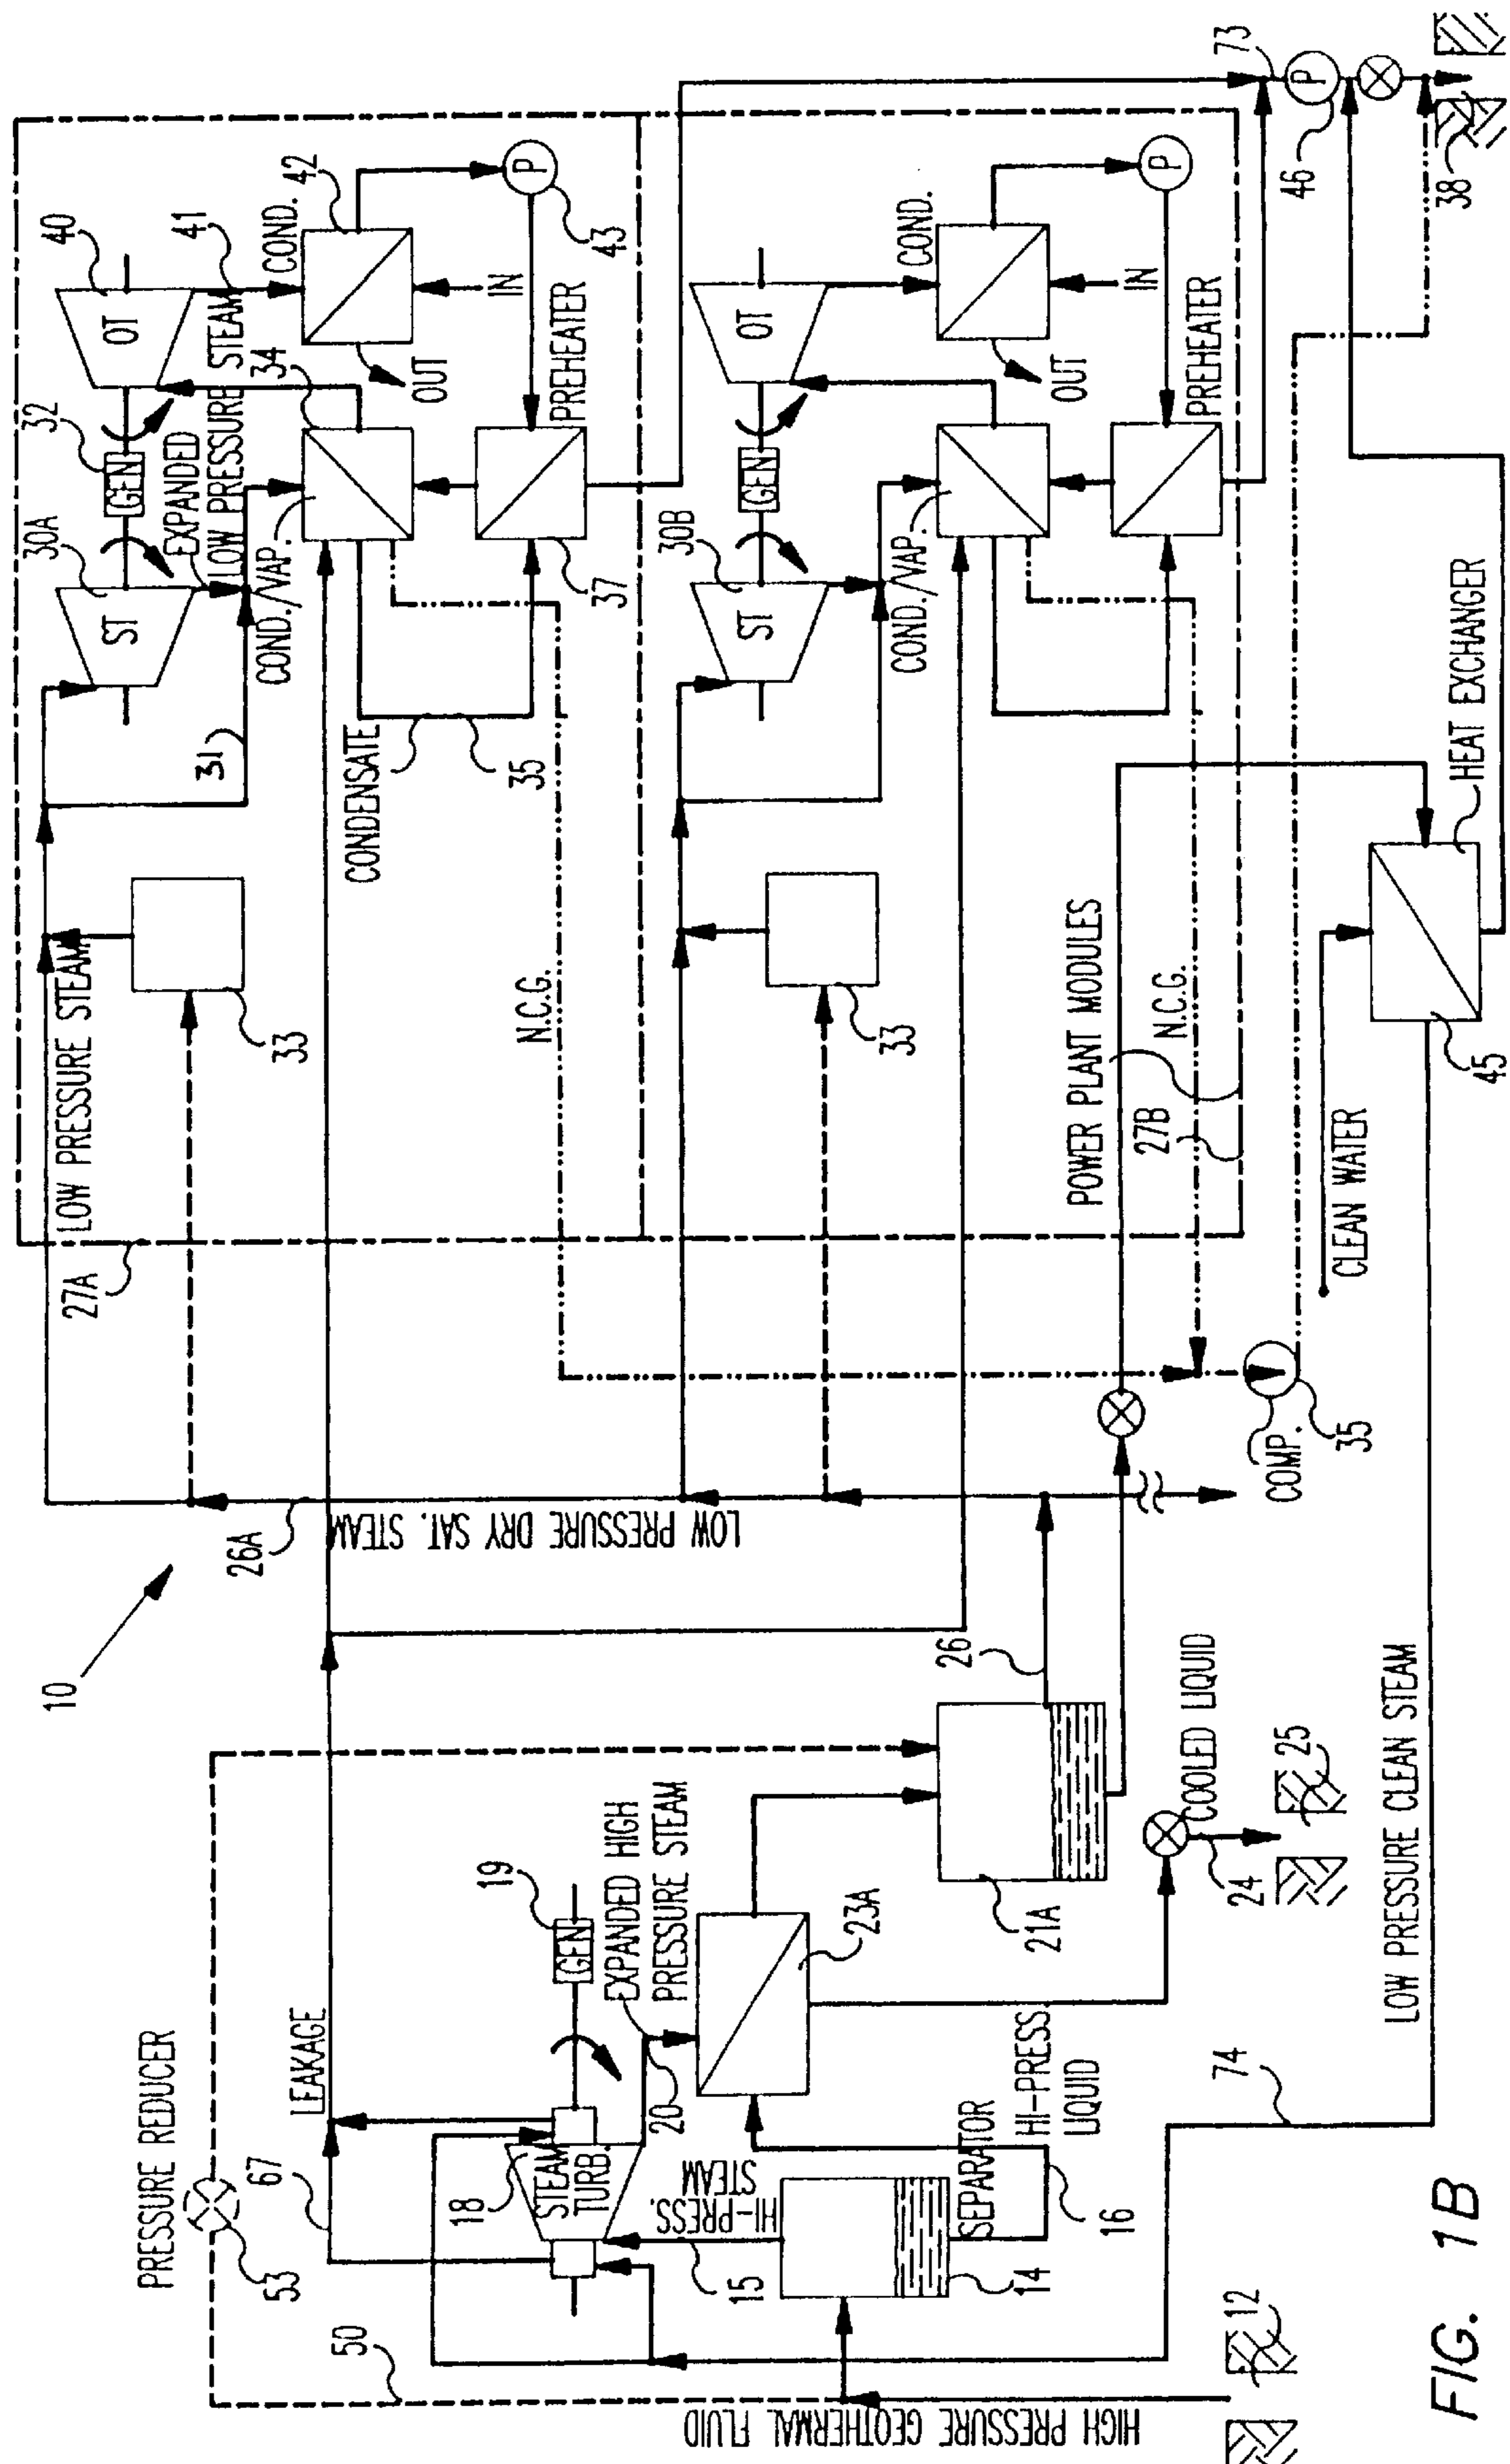 10
PRESSURE REDUCER
53
50
67
LEAKAGE
18
STEAM
TURB.
GEN
19
20
EXPANDED HIGH
PRESSURE STEAM
HI-PRESS.
STEAM
15
SEPARATOR
14
16
HI-PRESS
LIQUID
23A
21A
26
COOLED LIQUID
24
25
HIGH PRESSURE GEOTHERMAL FLUID
12
74
LOW PRESSURE CLEAN STEAM
26A
LOW PRESSURE DRY SAT. STEAM
27A
LOW PRESSURE STEAM
33
31
ST
30A
GEN
32
EXPANDED
LOW PRESSURE STEAM
OT
40
41
COND.
42
IN
OUT
P
43
34
COND./VAP.
PREHEATER
37
CONDENSATE
35
N.C.G.
33
ST
30B
GEN
OT
COND.
IN
OUT
P
COND./VAP.
PREHEATER
POWER PLANT MODULES
27B
N.C.G.
COMP.
35
CLEAN WATER
45
HEAT EXCHANGER
73
P
46
38
FIG. 1B